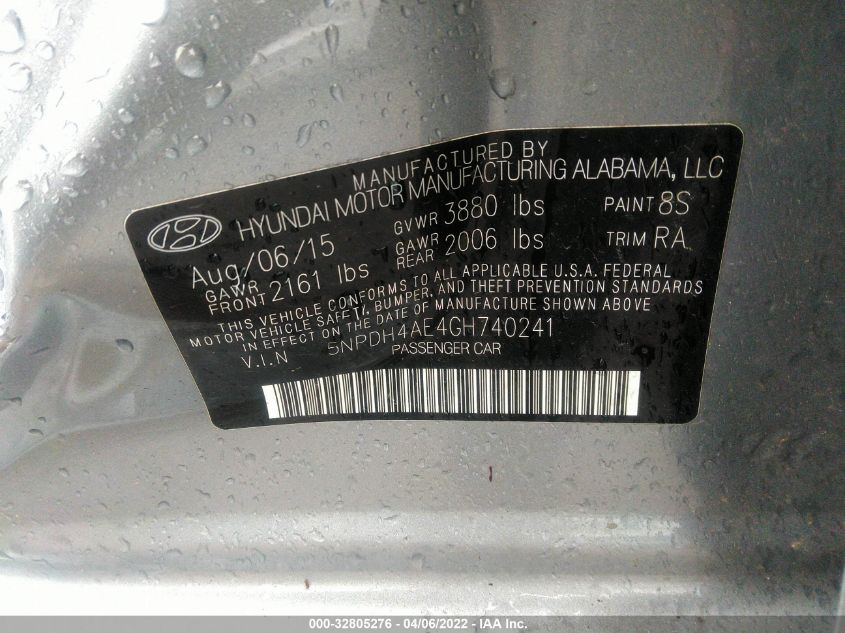 MANUFACTURED BY
HYUNDAI MOTOR MANUFACTURING ALABAMA, LLC
Aug/06/15 GVWR 3880 lbs PAINT 8S
GAWR FRONT 2161 lbs GAWR REAR 2006 lbs TRIM RA
THIS VEHICLE CONFORMS TO ALL APPLICABLE U.S.A. FEDERAL
MOTOR VEHICLE SAFETY, BUMPER, AND THEFT PREVENTION STANDARDS
IN EFFECT ON THE DATE OF MANUFACTURE SHOWN ABOVE
V.I.N 5NPDH4AE4GH740241
PASSENGER CAR
000-32805276 - 04/06/2022 - IAA Inc.